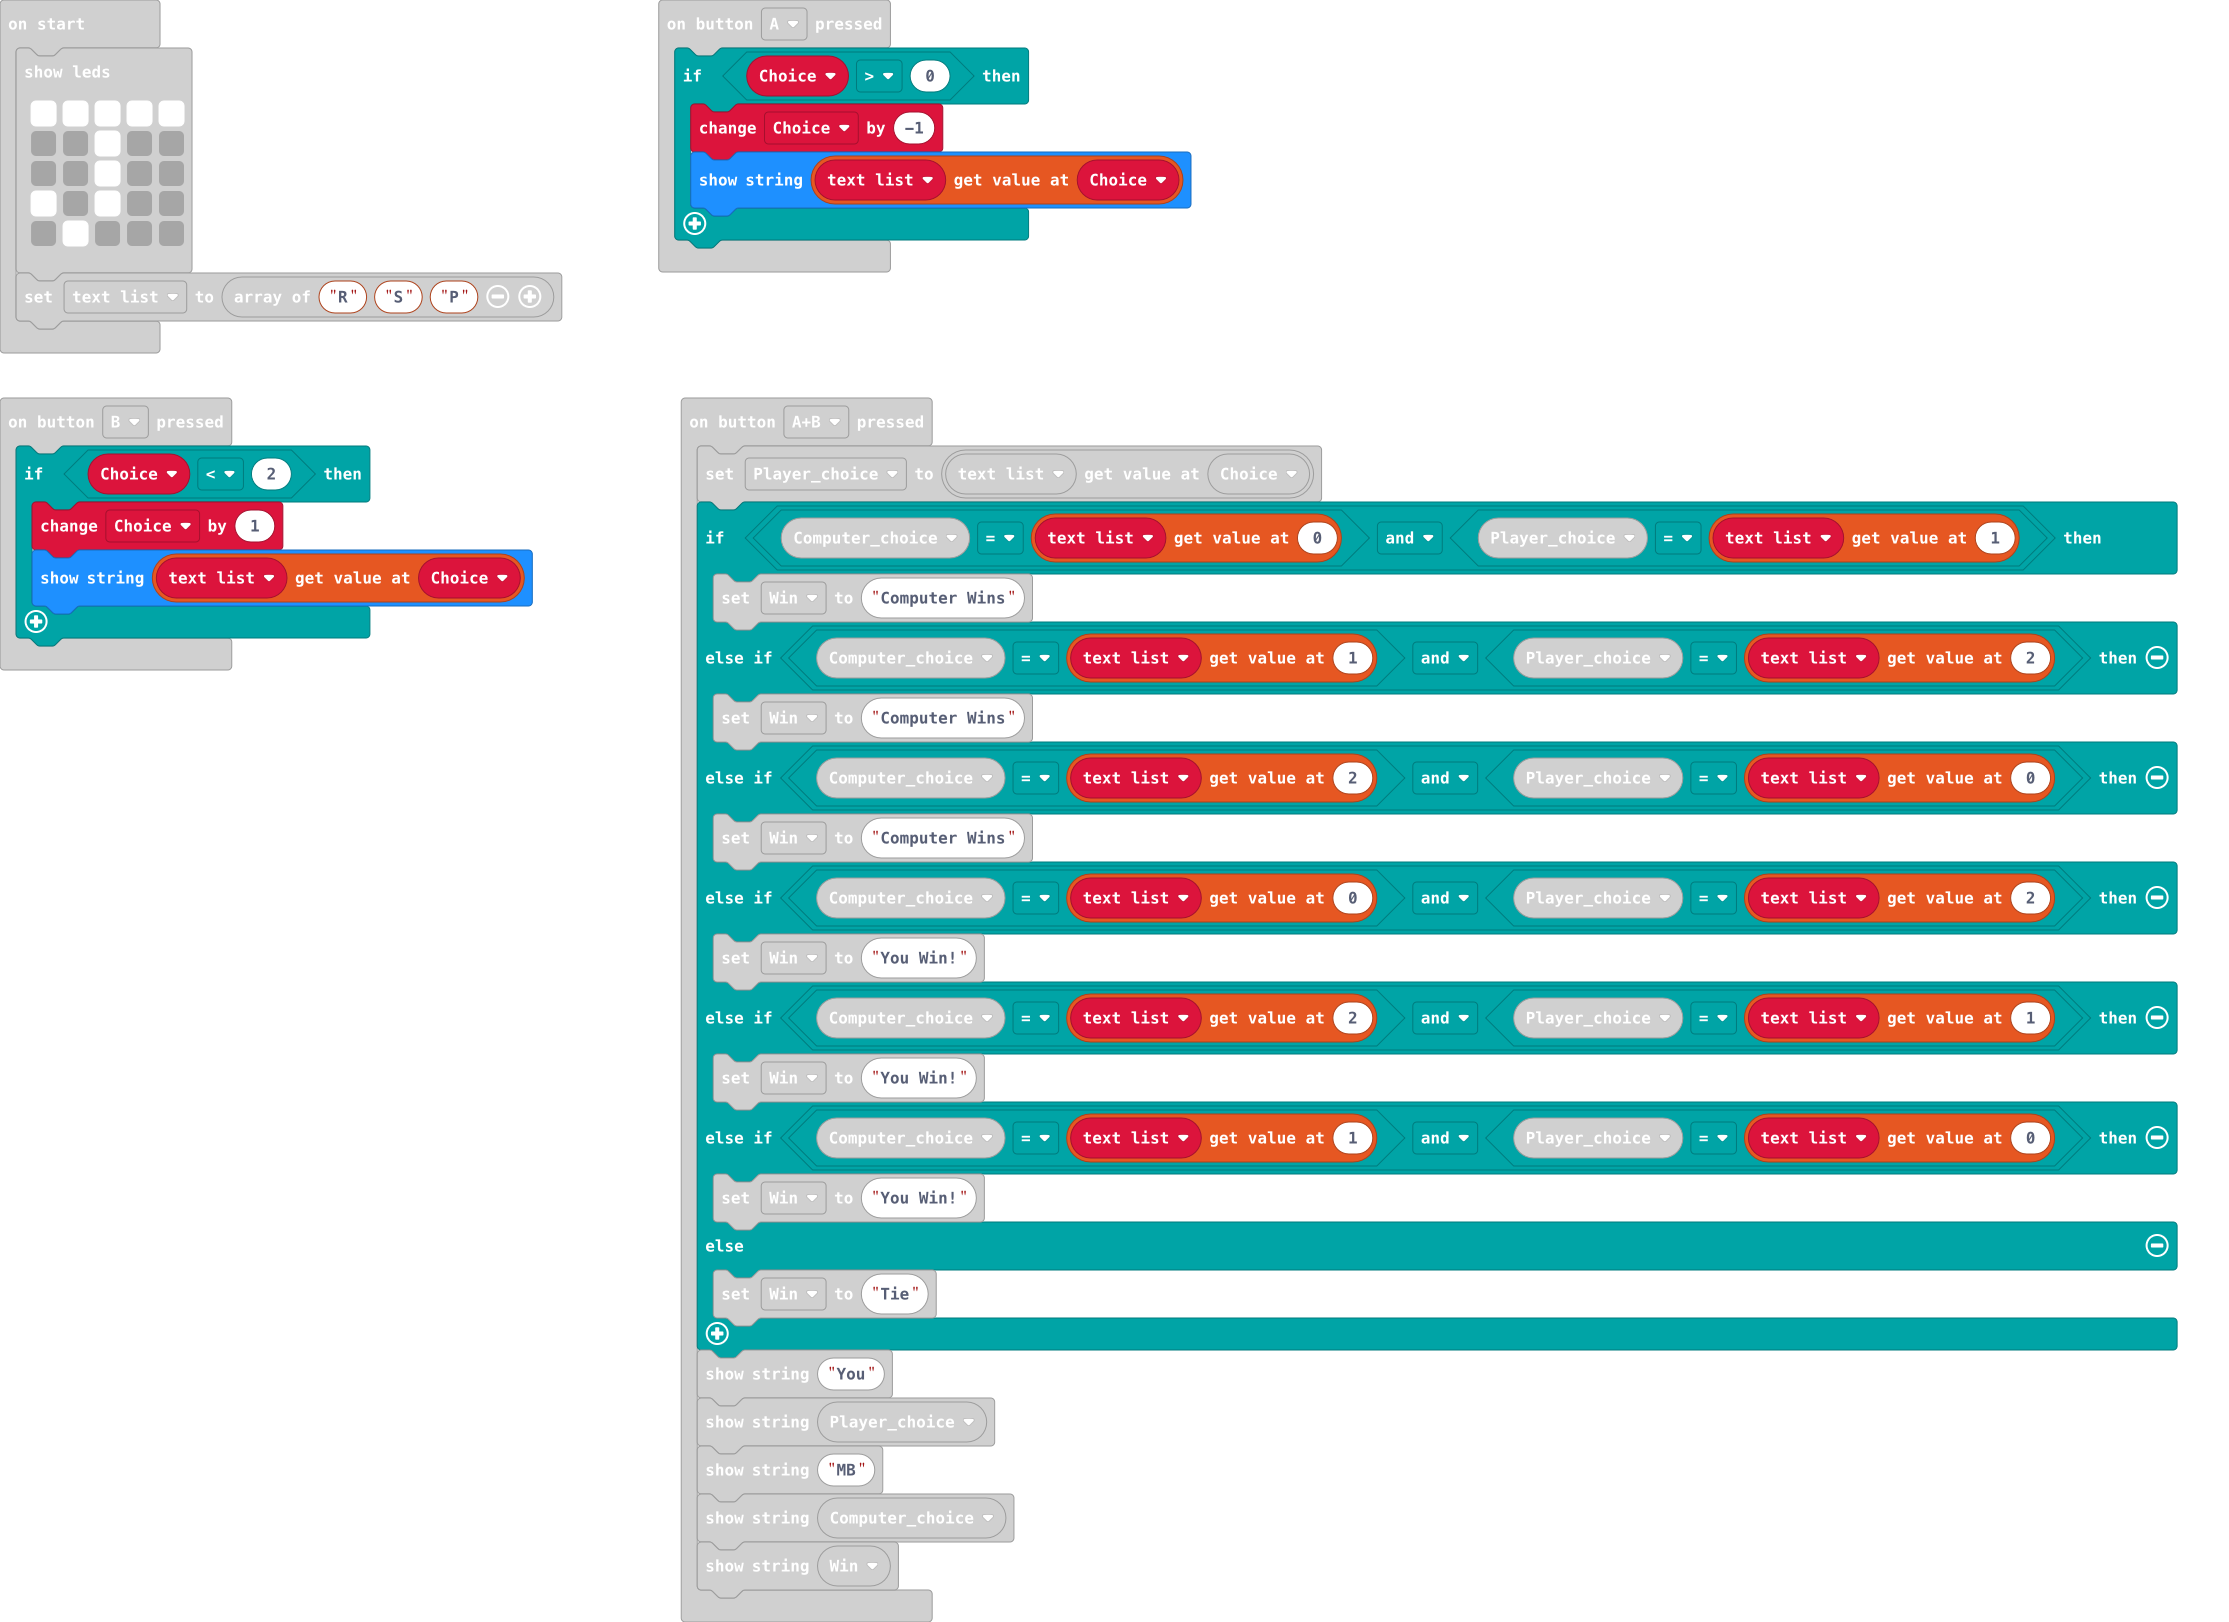 on start
show leds
set text list to array of "R" "S" "P"
on button A pressed
if Choice > 0 then
change Choice by -1
show string text list get value at Choice
on button B pressed
if Choice < 2 then
change Choice by 1
show string text list get value at Choice
on button A+B pressed
set Player_choice to text list get value at Choice
if Computer_choice = text list get value at 0 and Player_choice = text list get value at 1 then
set Win to "Computer Wins"
else if Computer_choice = text list get value at 1 and Player_choice = text list get value at 2 then
set Win to "Computer Wins"
else if Computer_choice = text list get value at 2 and Player_choice = text list get value at 0 then
set Win to "Computer Wins"
else if Computer_choice = text list get value at 0 and Player_choice = text list get value at 2 then
set Win to "You Win!"
else if Computer_choice = text list get value at 2 and Player_choice = text list get value at 1 then
set Win to "You Win!"
else if Computer_choice = text list get value at 1 and Player_choice = text list get value at 0 then
set Win to "You Win!"
else
set Win to "Tie"
show string "You"
show string Player_choice
show string "MB"
show string Computer_choice
show string Win